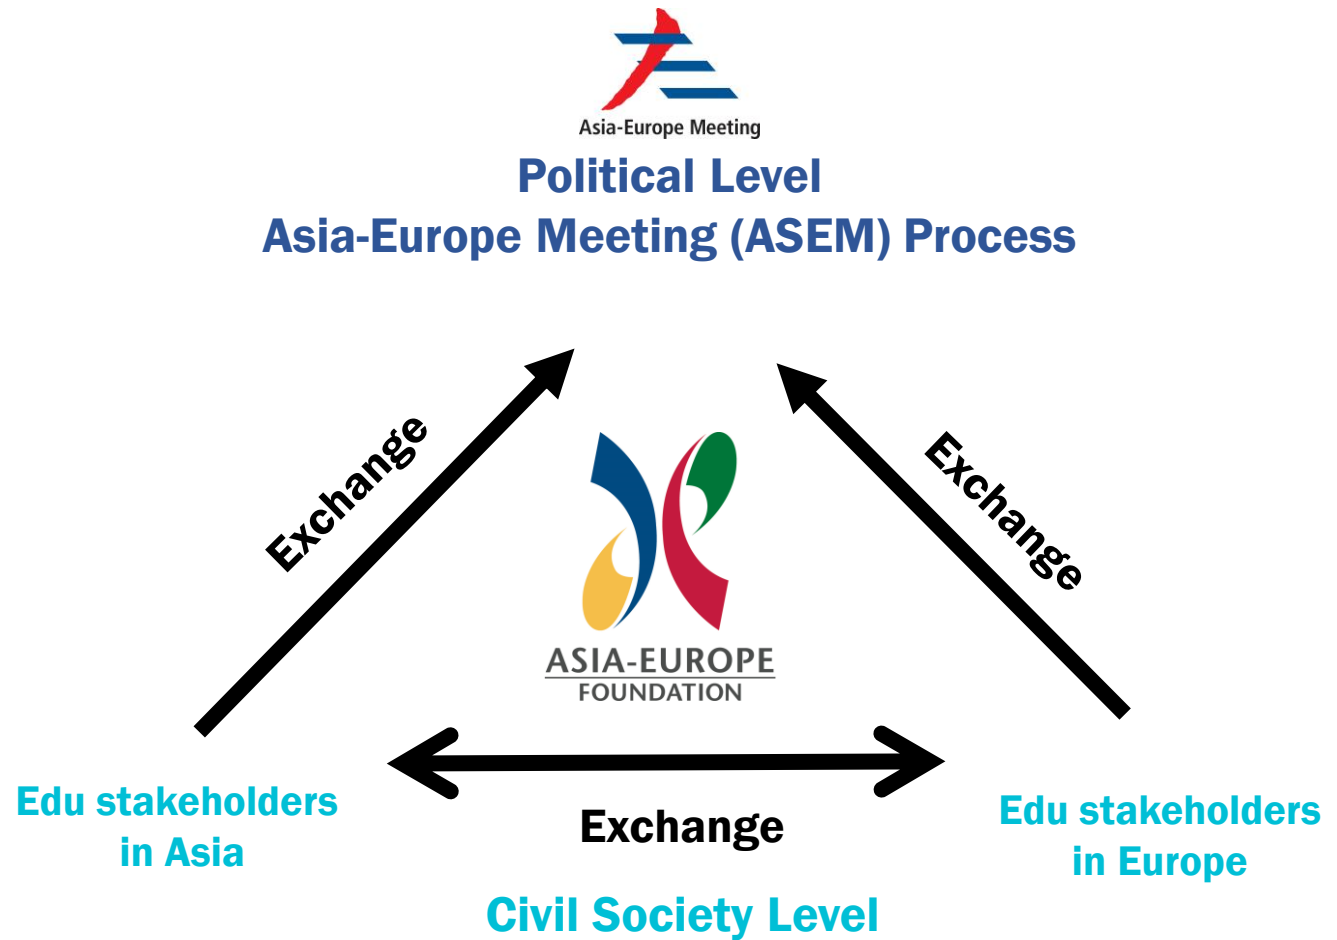 Asia-Europe Meeting
Political Level
Asia-Europe Meeting (ASEM) Process
Exchange
Exchange
ASIA-EUROPE
FOUNDATION
Edu stakeholders
in Asia
Exchange
Edu stakeholders
in Europe
Civil Society Level